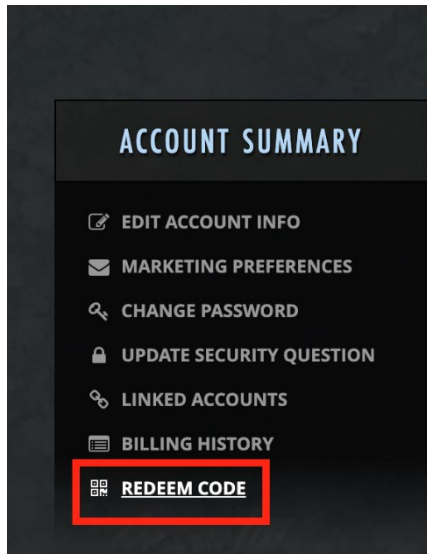 ACCOUNT SUMMARY
EDIT ACCOUNT INFO
MARKETING PREFERENCES
CHANGE PASSWORD
UPDATE SECURITY QUESTION
LINKED ACCOUNTS
BILLING HISTORY
REDEEM CODE